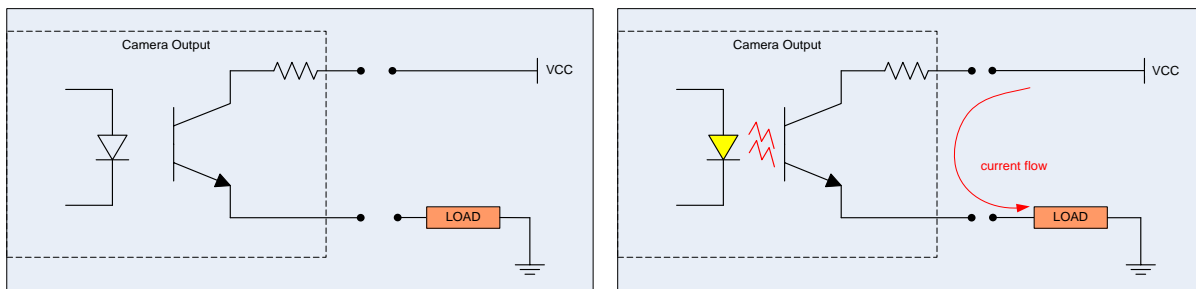 Camera Output
VCC
LOAD
Camera Output
VCC
current flow
LOAD